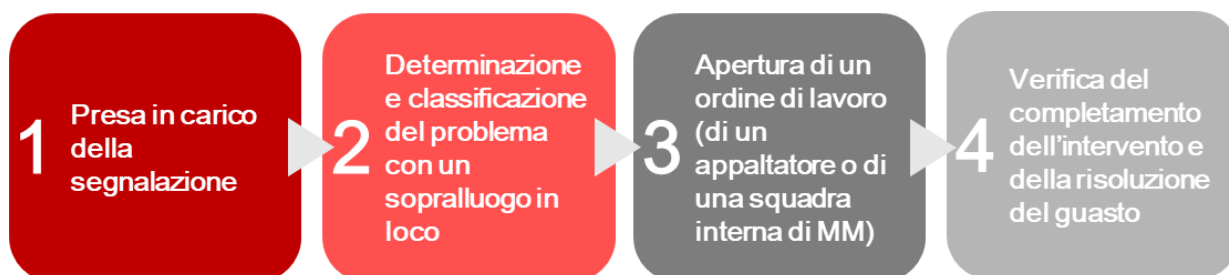 1
Presa in carico
della
segnalazione
2
Determinazione
e classificazione
del problema
con un
sopralluogo in
loco
3
Apertura di un
ordine di lavoro
(di un
appaltatore o di
una squadra
interna di MM)
4
Verifica del
completamento
dell'intervento e
della risoluzione
del guasto